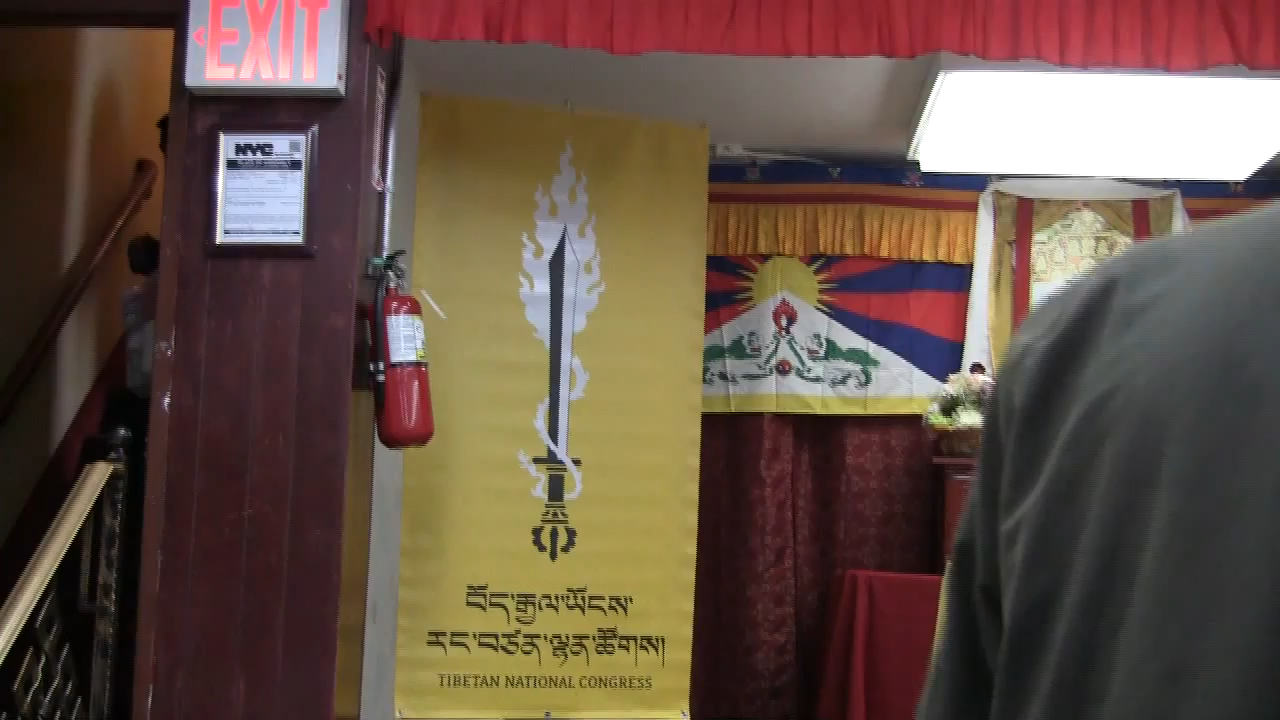 EXIT
NYC
བོད་རྒྱལ་ཡོངས་
རང་བཙན་ལྷན་ཚོགས།
TIBETAN NATIONAL CONGRESS